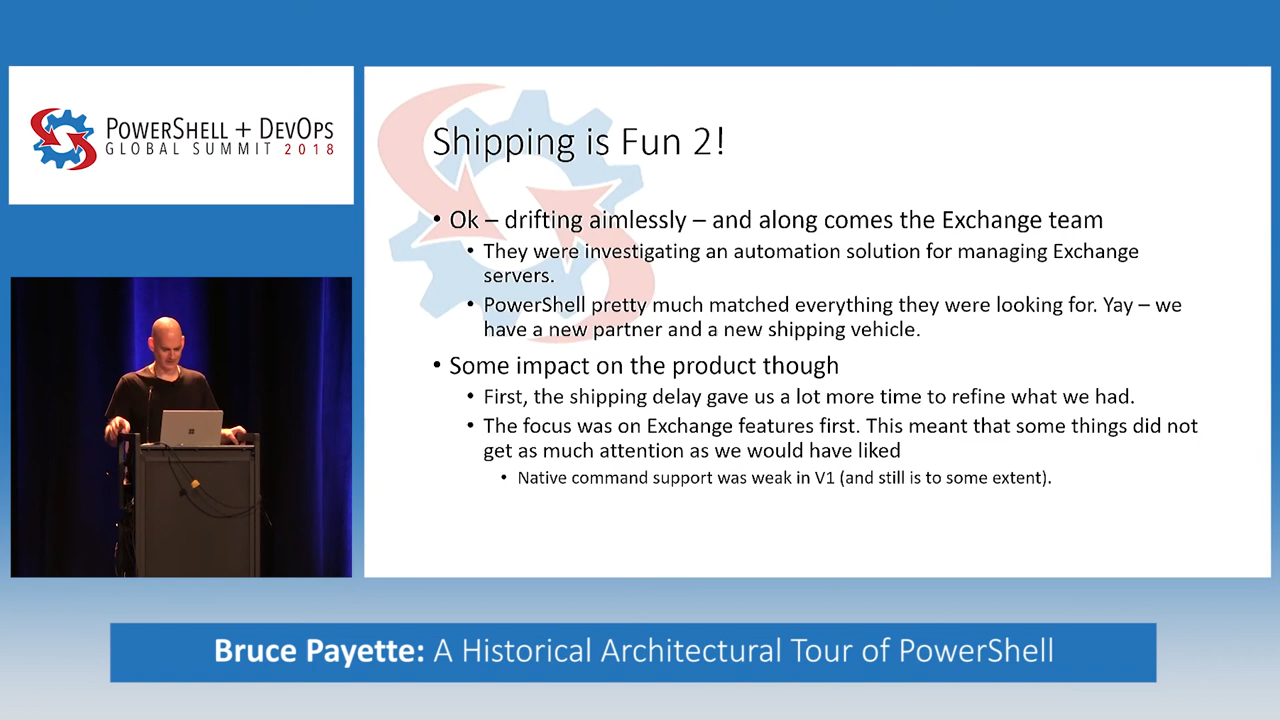 POWERSHELL + DEVOPS
GLOBAL SUMMIT 2018
Shipping is Fun 2!
• Ok – drifting aimlessly – and along comes the Exchange team
• They were investigating an automation solution for managing Exchange
servers.
• PowerShell pretty much matched everything they were looking for. Yay – we
have a new partner and a new shipping vehicle.
• Some impact on the product though
• First, the shipping delay gave us a lot more time to refine what we had.
• The focus was on Exchange features first. This meant that some things did not
get as much attention as we would have liked
• Native command support was weak in V1 (and still is to some extent).
Bruce Payette: A Historical Architectural Tour of PowerShell